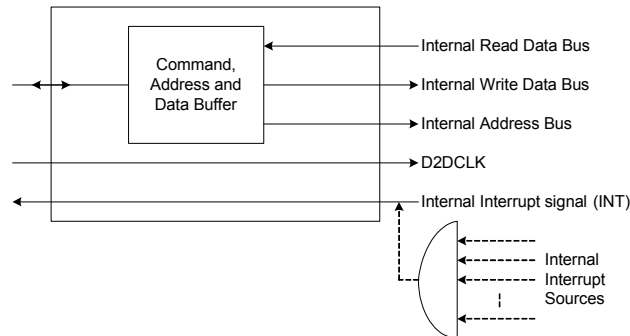 Command,
Address and
Data Buffer
Internal Read Data Bus
Internal Write Data Bus
Internal Address Bus
D2DCLK
Internal Interrupt signal (INT)
Internal
Interrupt
Sources